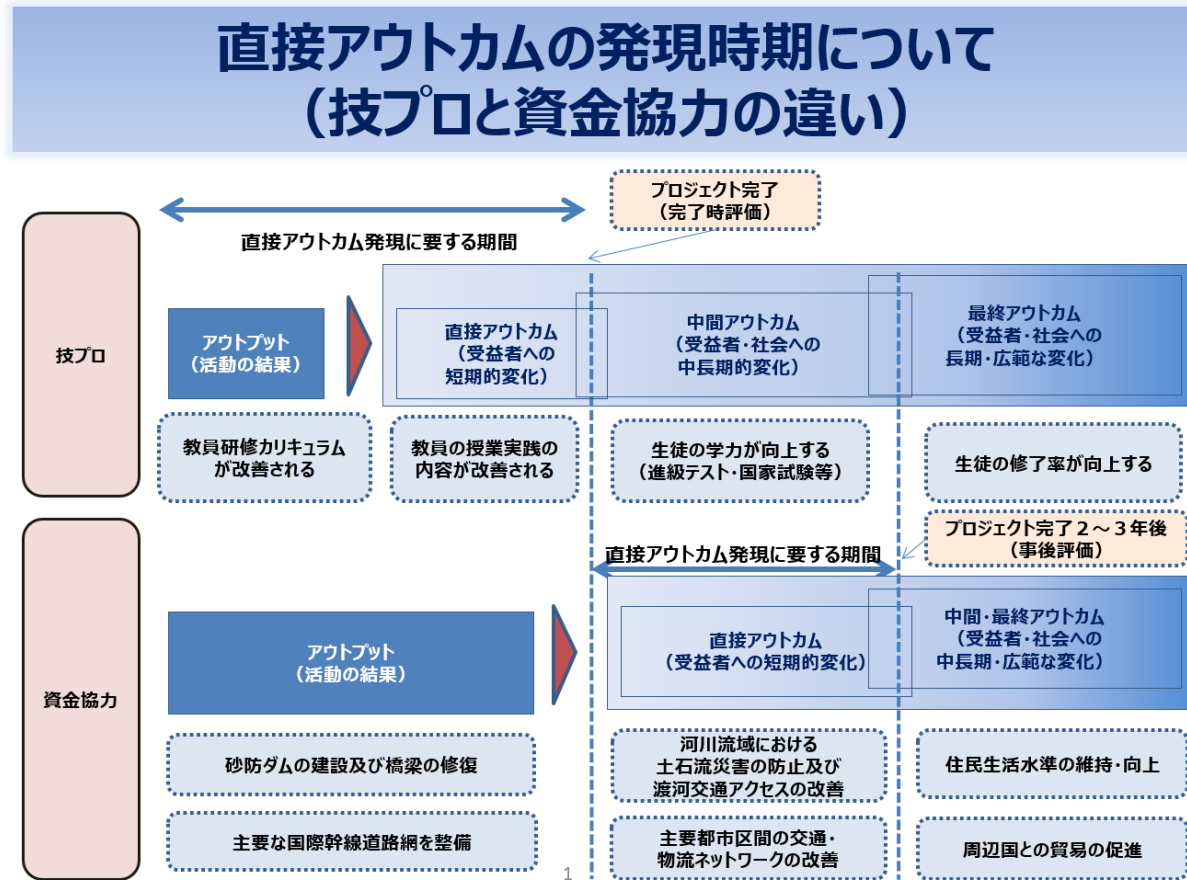 直接アウトカムの発現時期について
（技プロと資金協力の違い）
プロジェクト完了
（完了時評価）
直接アウトカム発現に要する期間
技プロ
アウトプット
（活動の結果）
直接アウトカム
（受益者への
短期的変化）
中間アウトカム
（受益者・社会への
中長期的変化）
最終アウトカム
（受益者・社会への
長期・広範な変化）
教員研修カリキュラム
が改善される
教員の授業実践の
内容が改善される
生徒の学力が向上する
（進級テスト・国家試験等）
生徒の修了率が向上する
プロジェクト完了２～３年後
（事後評価）
直接アウトカム発現に要する期間
資金協力
アウトプット
（活動の結果）
直接アウトカム
（受益者への短期的変化）
中間・最終アウトカム
（受益者・社会への
中長期・広範な変化）
砂防ダムの建設及び橋梁の修復
河川流域における
土石流災害の防止及び
渡河交通アクセスの改善
住民生活水準の維持・向上
主要な国際幹線道路網を整備
主要都市区間の交通・
物流ネットワークの改善
周辺国との貿易の促進
1